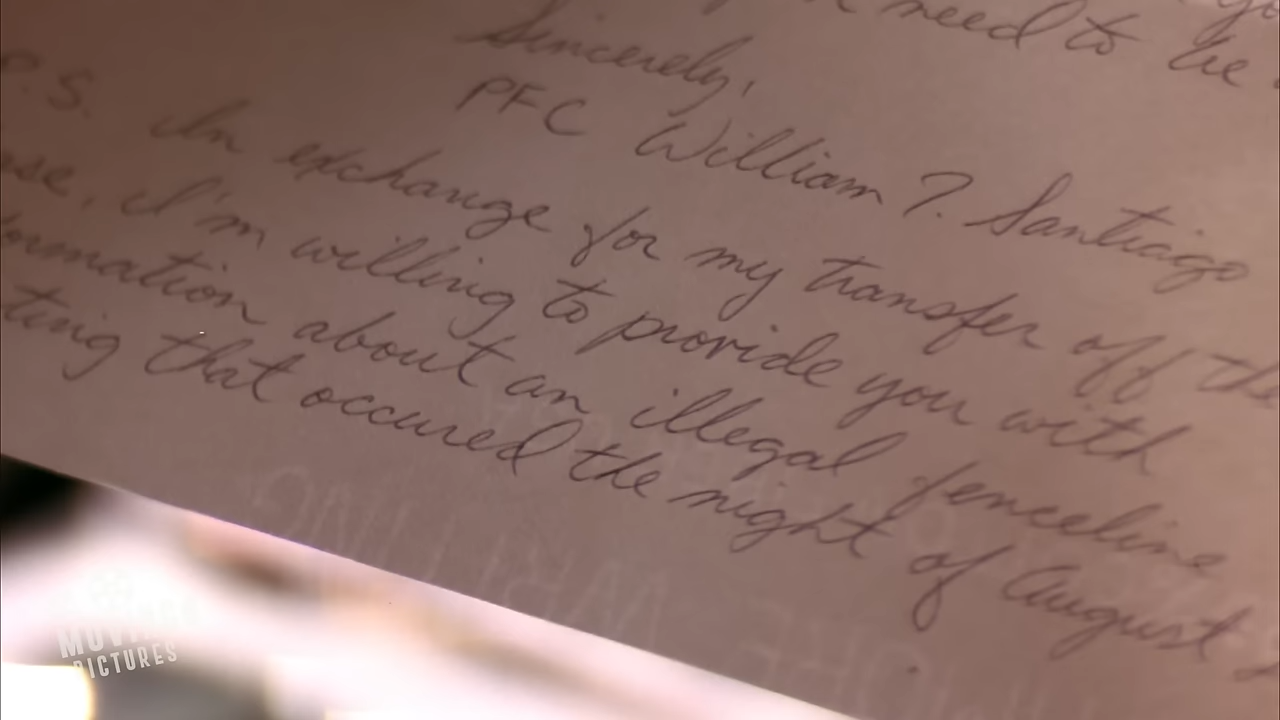 need to be
Sincerely,
PFC William T. Santiago
P.S. In exchange for my transfer off the
I'm willing to provide you with
about an illegal fenceline
that occured the night of August
PICTURES